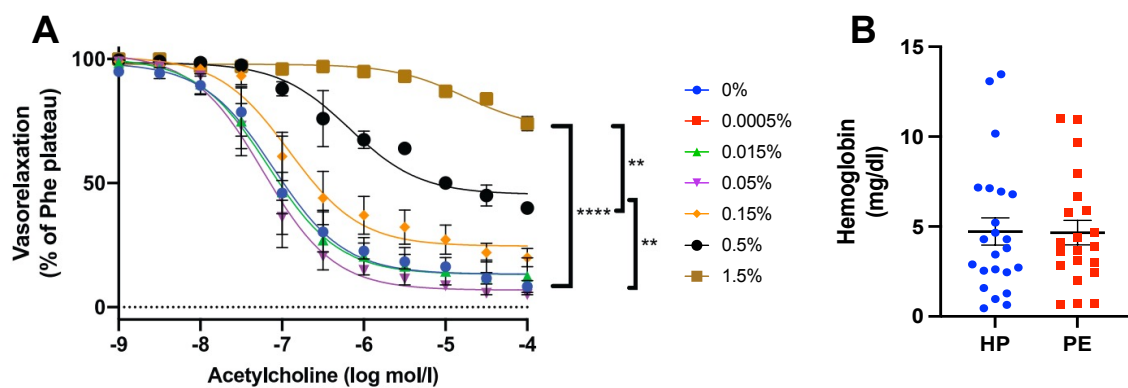 A
Vasorelaxation
(% of Phe plateau)
100
50
0
-9
-8
-7
-6
-5
-4
Acetylcholine (log mol/l)
**
****
**
0%
0.0005%
0.015%
0.05%
0.15%
0.5%
1.5%
B
Hemoglobin
(mg/dl)
15
10
5
0
HP
PE